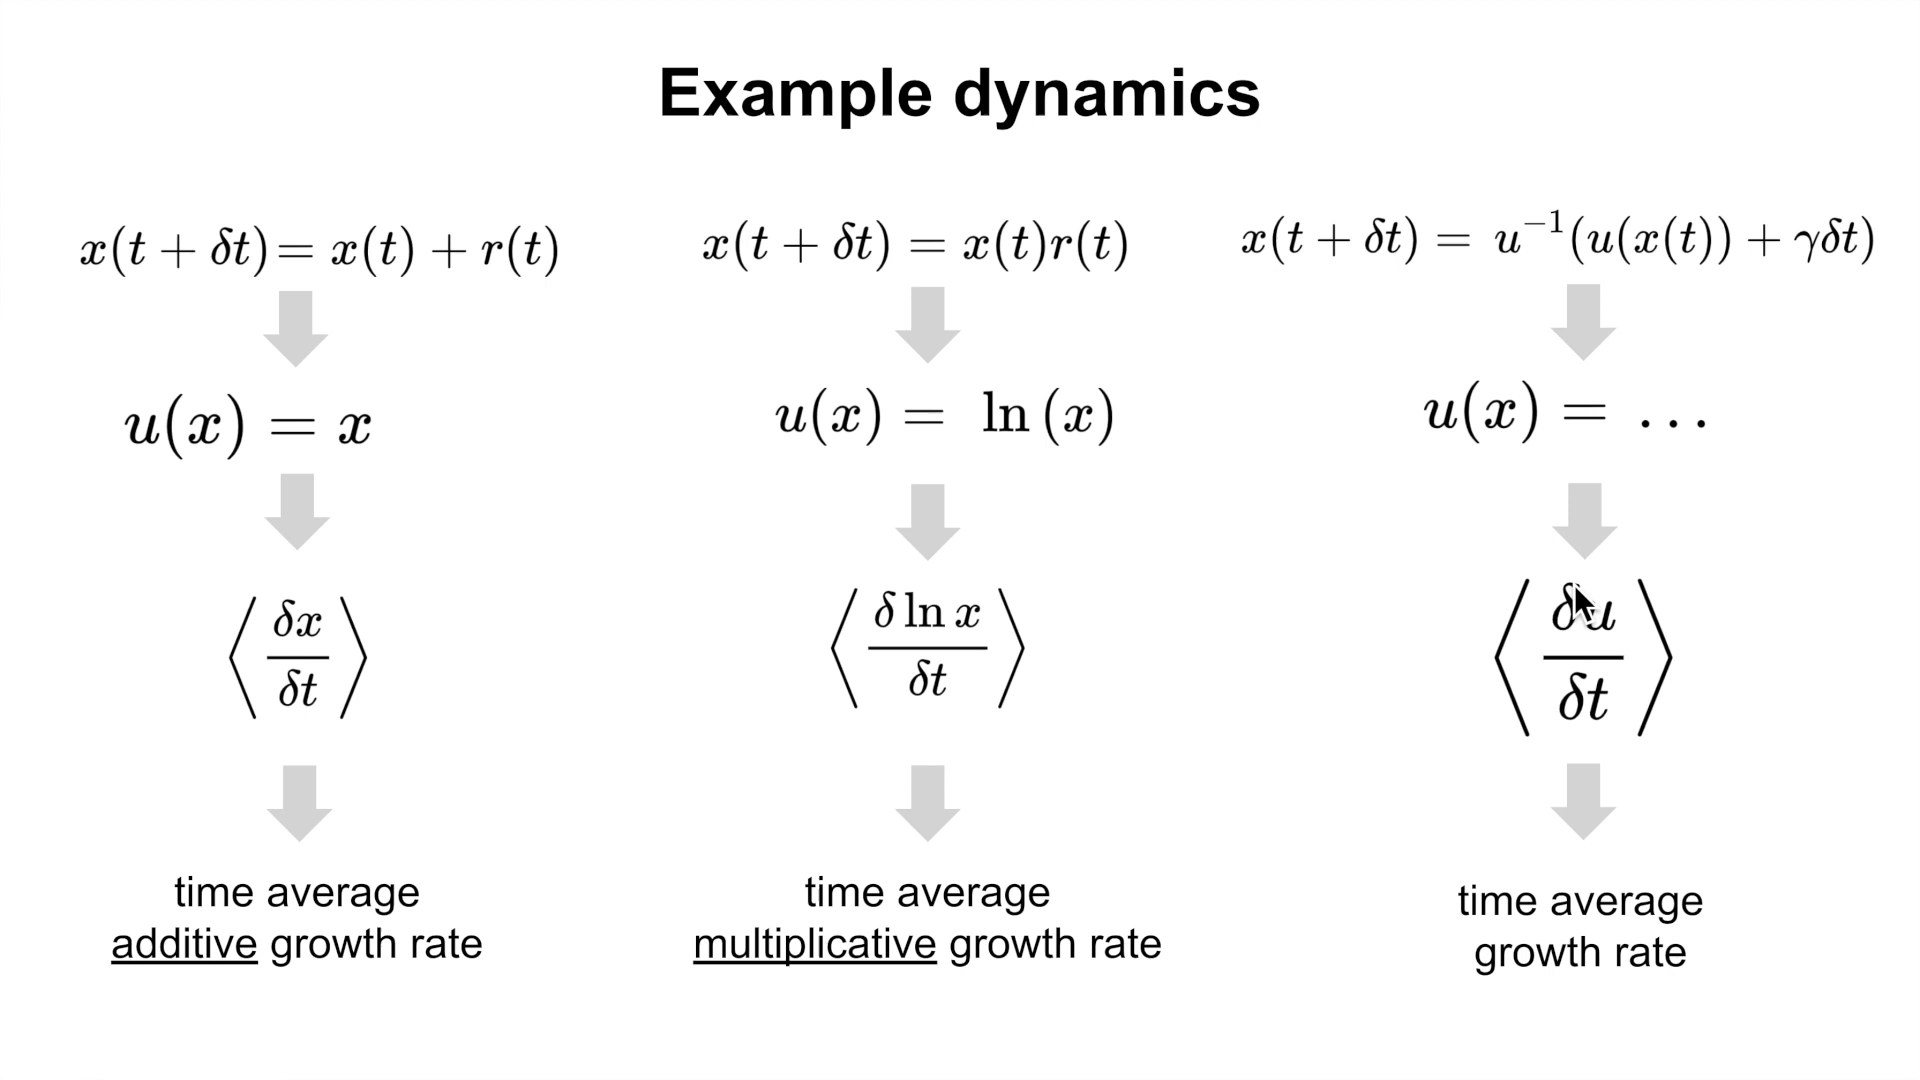 Example dynamics
x(t + δt) = x(t) + r(t)
u(x) = x
⟨δx/δt⟩
time average
additive growth rate
x(t + δt) = x(t)r(t)
u(x) = ln (x)
⟨δ ln x/δt⟩
time average
multiplicative growth rate
x(t + δt) = u⁻¹(u(x(t)) + γδt)
u(x) = ...
⟨δu/δt⟩
time average
growth rate